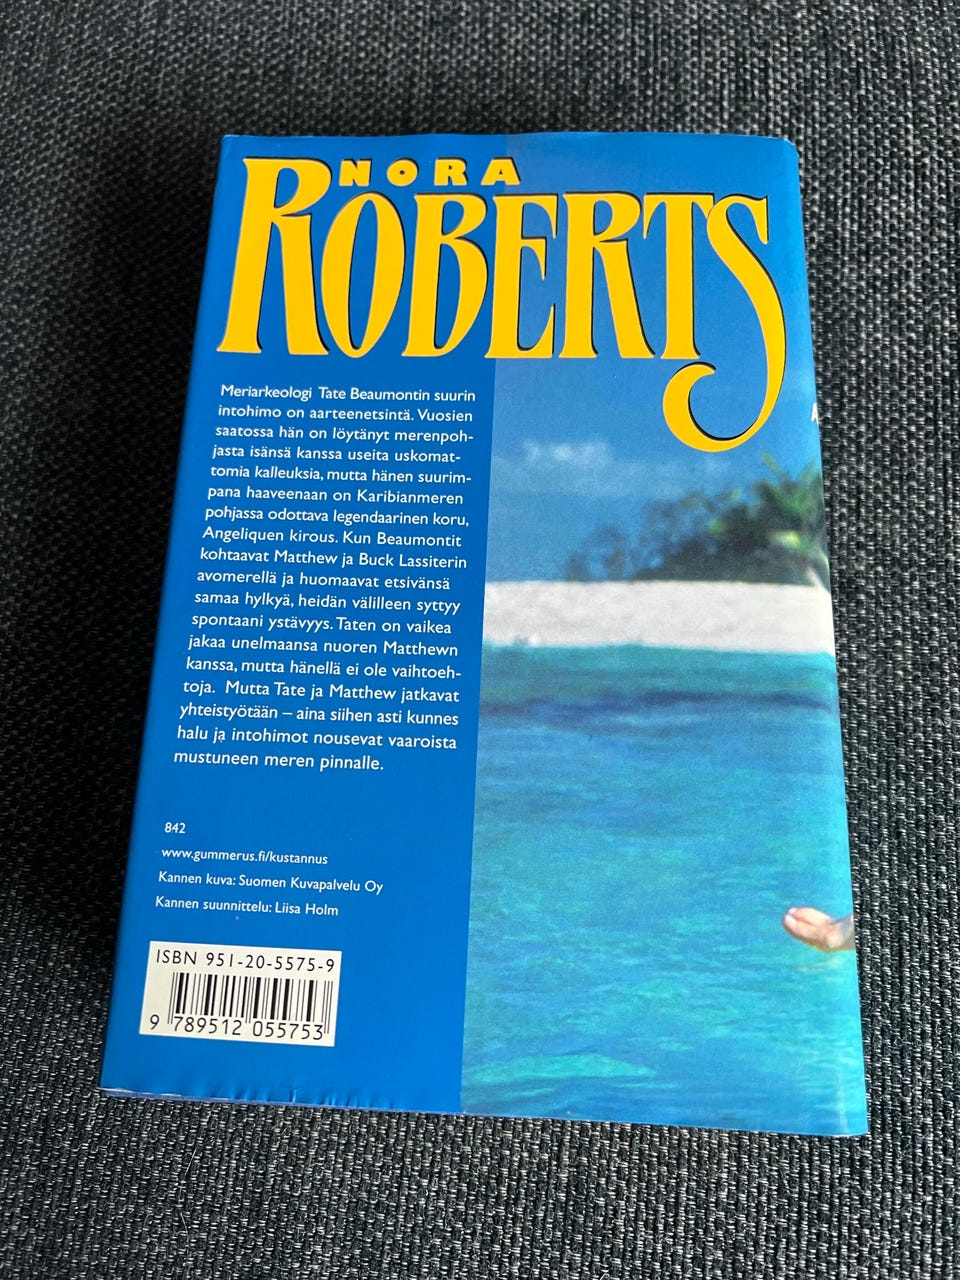 NORA
ROBERTS
Meriarkeologi Tate Beaumontin suurin
intohimo on aarteenetsintä. Vuosien
saatossa hän on löytänyt merenpoh-
jasta isänsä kanssa useita uskomat-
tomia kalleuksia, mutta hänen suurim-
pana haaveenaan on Karibianmeren
pohjassa odottava legendaarinen koru,
Angeliquen kirous. Kun Beaumontit
kohtaavat Matthew ja Buck Lassiterin
avomerellä ja huomaavat etsivänsä
samaa hylkyä, heidän välilleen syttyy
spontaani ystävyys. Taten on vaikea
jakaa unelmaansa nuoren Matthewn
kanssa, mutta hänellä ei ole vaihtoeh-
toja. Mutta Tate ja Matthew jatkavat
yhteistyötään – aina siihen asti kunnes
halu ja intohimot nousevat vaaroista
mustuneen meren pinnalle.
842
www.gummerus.fi/kustannus
Kannen kuva: Suomen Kuvapalvelu Oy
Kannen suunnittelu: Liisa Holm
ISBN 951-20-5575-9
9 789512 055753